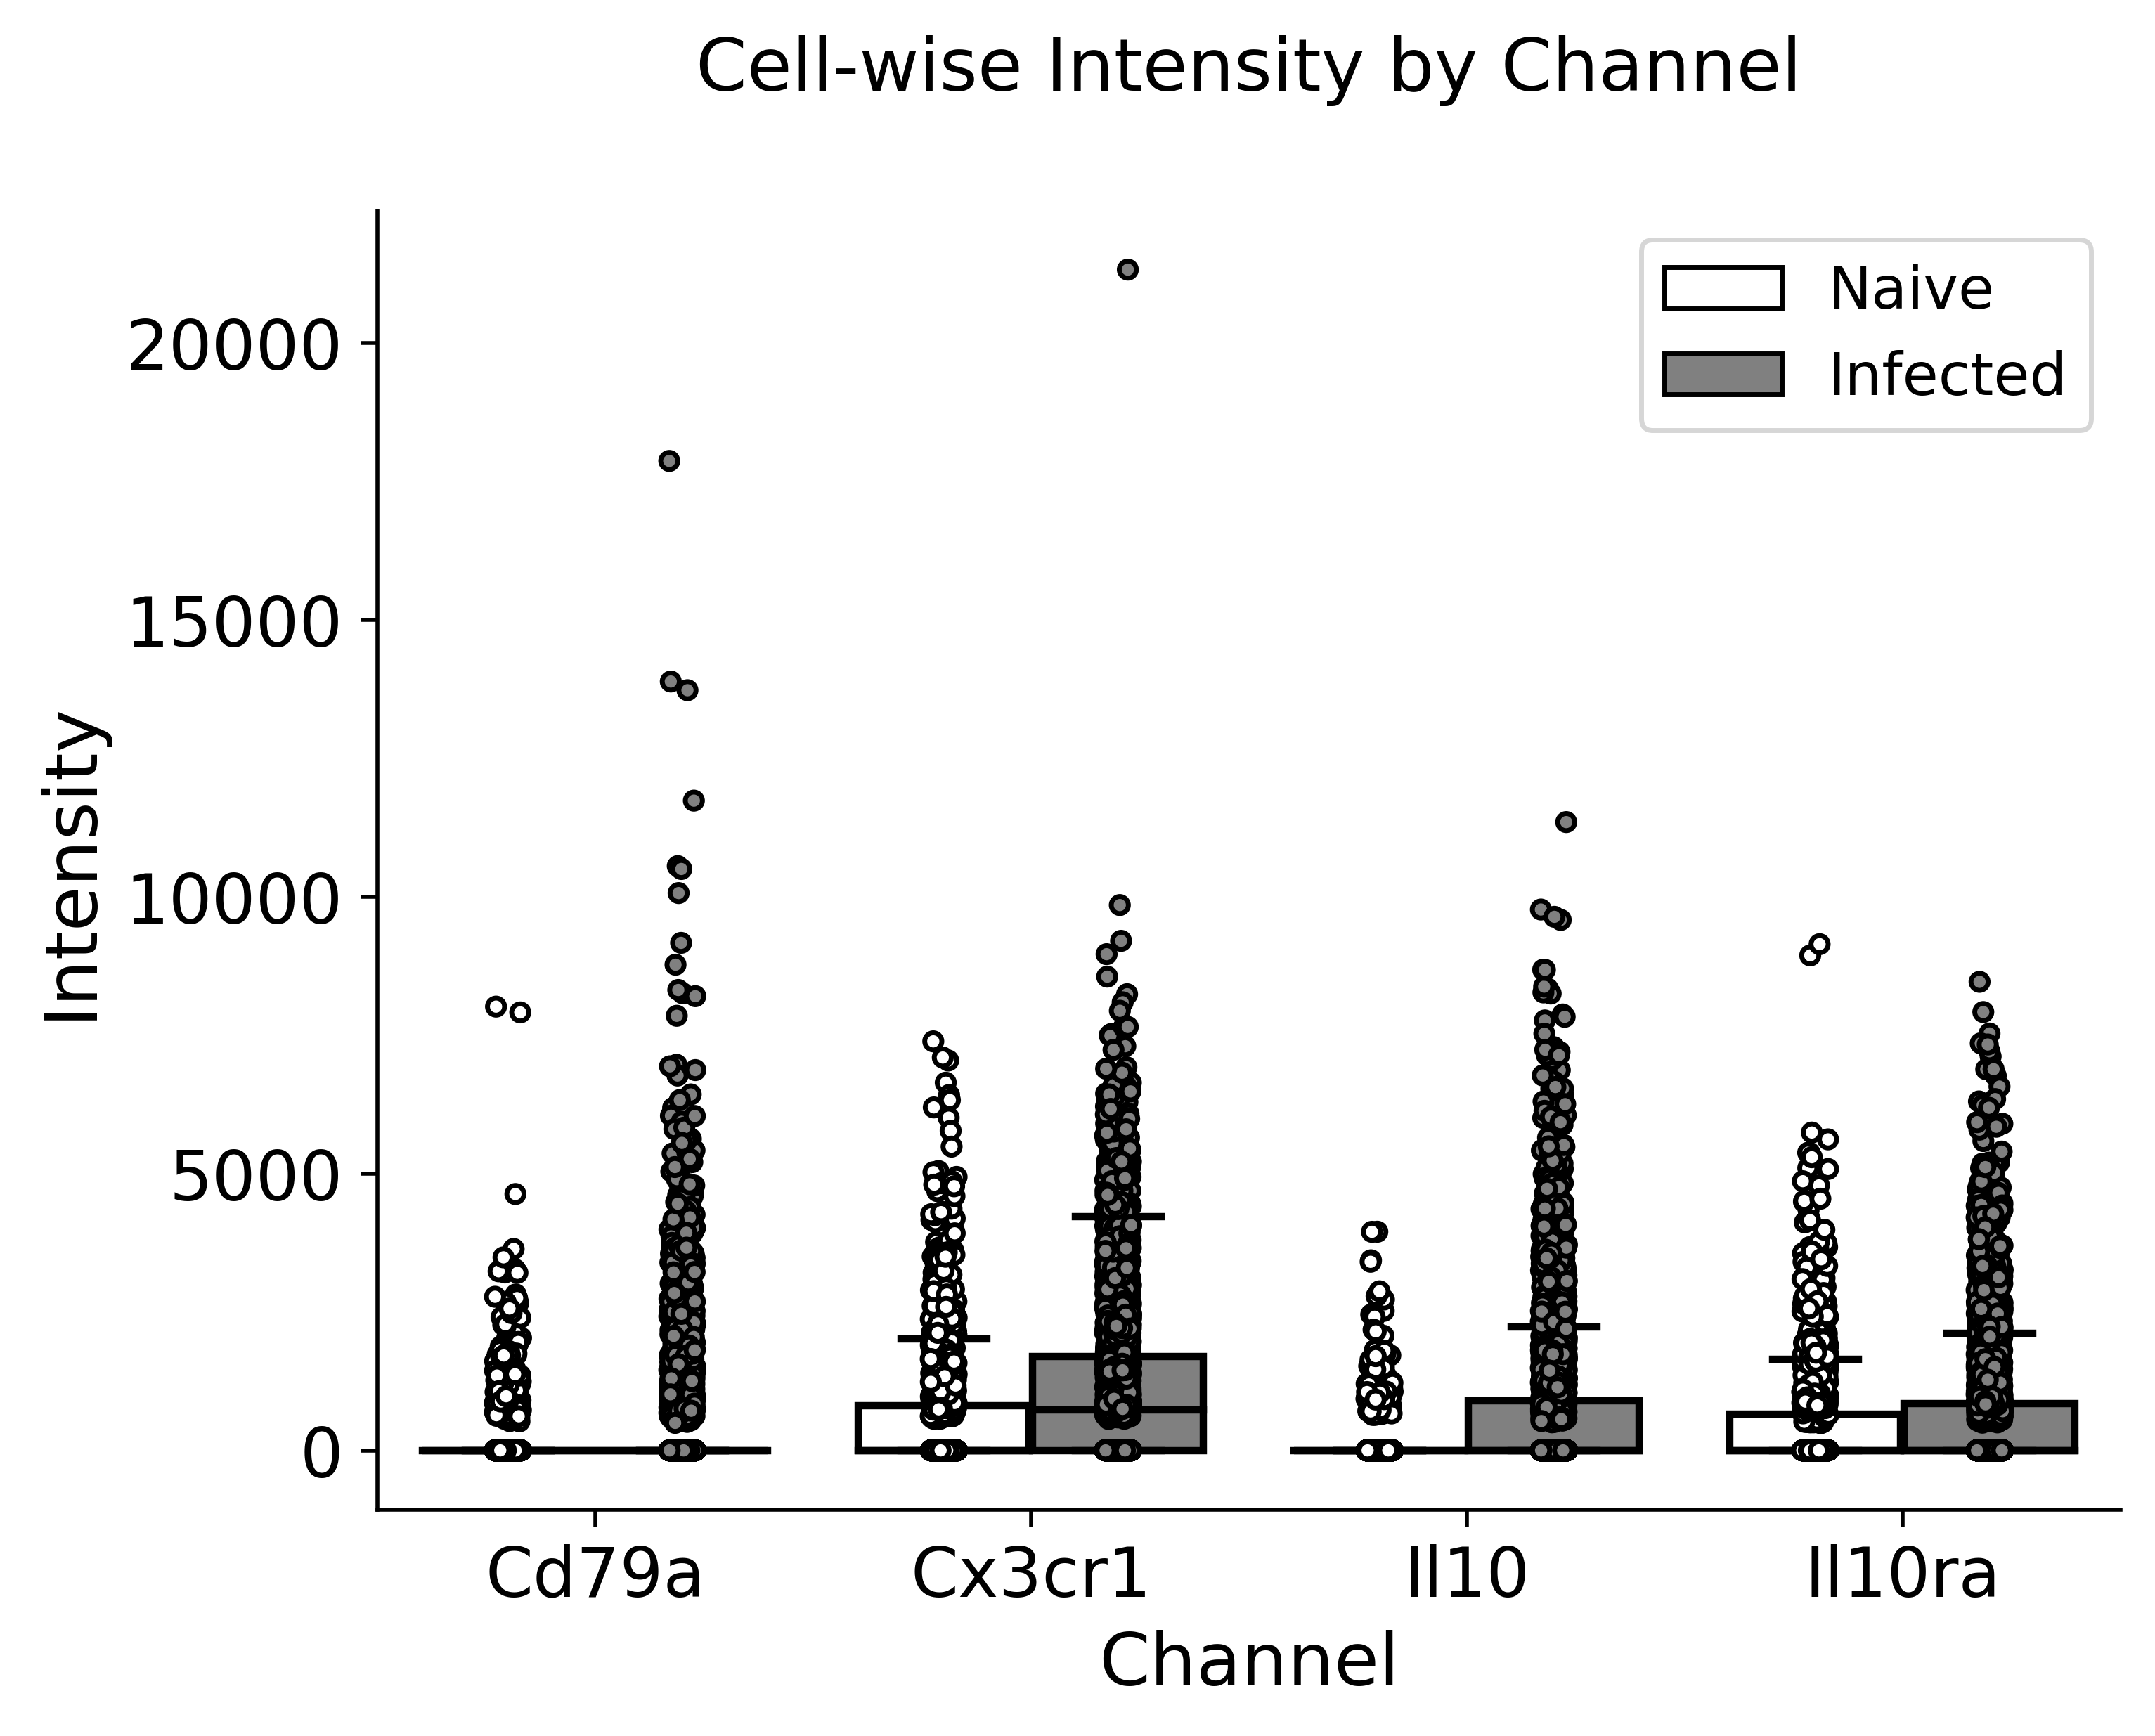 Cell-wise Intensity by Channel
Naive
Infected
20000
15000
10000
5000
0
Intensity
Cd79a
Cx3cr1
Il10
Il10ra
Channel